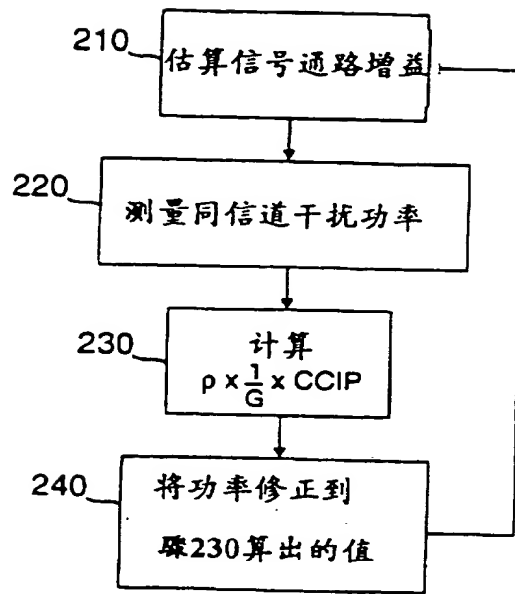 210
估算信号通路增益
220
测量同信道干扰功率
230
计算
ρ x 1/G x CCIP
240
将功率修正到
骤230算出的值